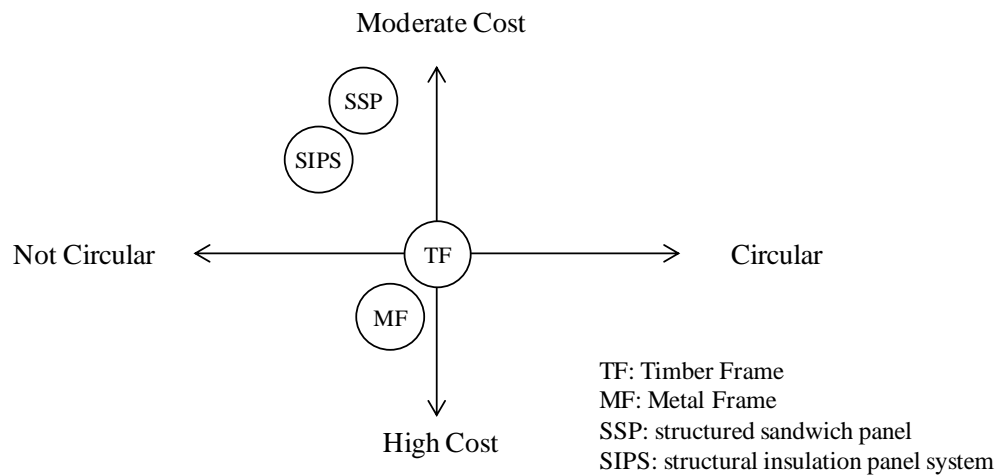 Moderate Cost
SSP
SIPS
Not Circular
TF
Circular
MF
TF: Timber Frame
MF: Metal Frame
SSP: structured sandwich panel
High Cost
SIPS: structural insulation panel system